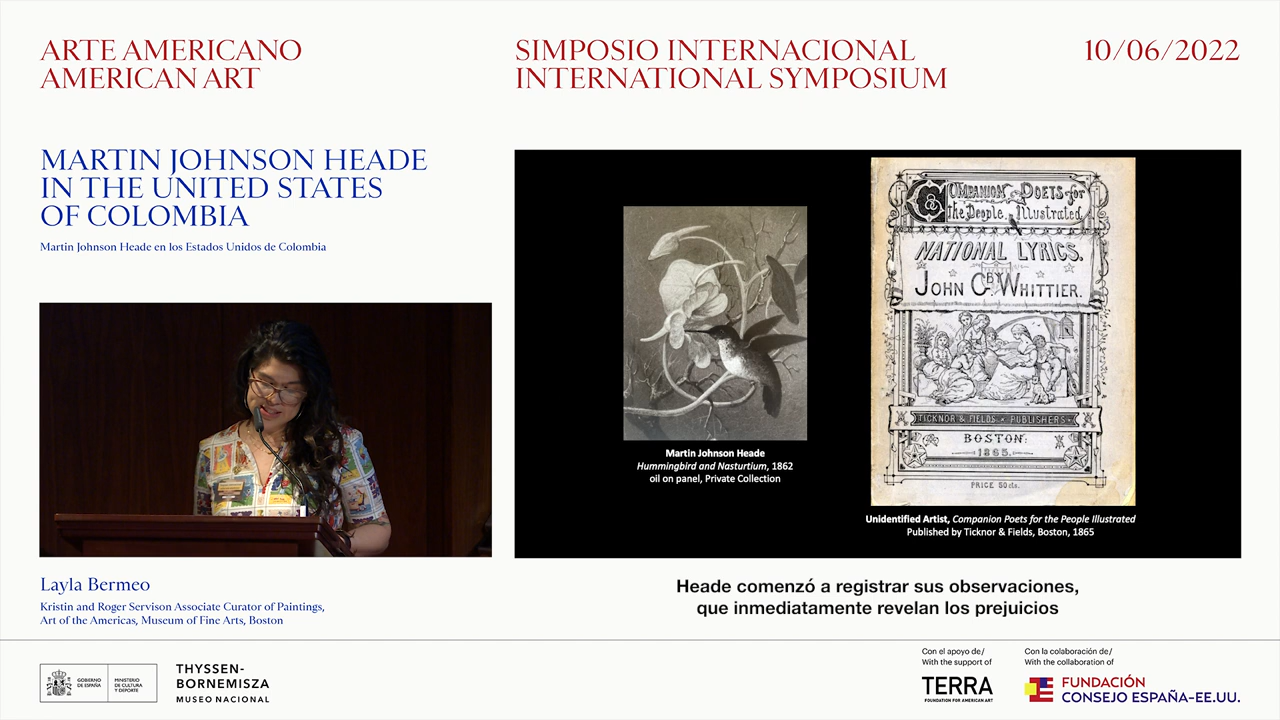 ARTE AMERICANO
AMERICAN ART
SIMPOSIO INTERNACIONAL
INTERNATIONAL SYMPOSIUM
10/06/2022
MARTIN JOHNSON HEADE
IN THE UNITED STATES
OF COLOMBIA
Martin Johnson Heade en los Estados Unidos de Colombia
Layla Bermeo
Kristin and Roger Servison Associate Curator of Paintings,
Art of the Americas, Museum of Fine Arts, Boston
Martin Johnson Heade
Hummingbird and Nasturtium, 1862
oil on panel, Private Collection
COMPANION POETS for
the People, Illustrated.
NATIONAL LYRICS.
BY
JOHN G. WHITTIER.
TICKNOR & FIELDS • PUBLISHERS
BOSTON:
1865.
PRICE 50 cts.
Unidentified Artist, Companion Poets for the People Illustrated
Published by Ticknor & Fields, Boston, 1865
Heade comenzó a registrar sus observaciones,
que inmediatamente revelan los prejuicios
GOBIERNO
DE ESPAÑA
MINISTERIO
DE CULTURA
Y DEPORTE
THYSSEN-
BORNEMISZA
MUSEO NACIONAL
Con el apoyo de/
With the support of
TERRA
FOUNDATION FOR AMERICAN ART
Con la colaboración de/
With the collaboration of
FUNDACIÓN
CONSEJO ESPAÑA-EE.UU.